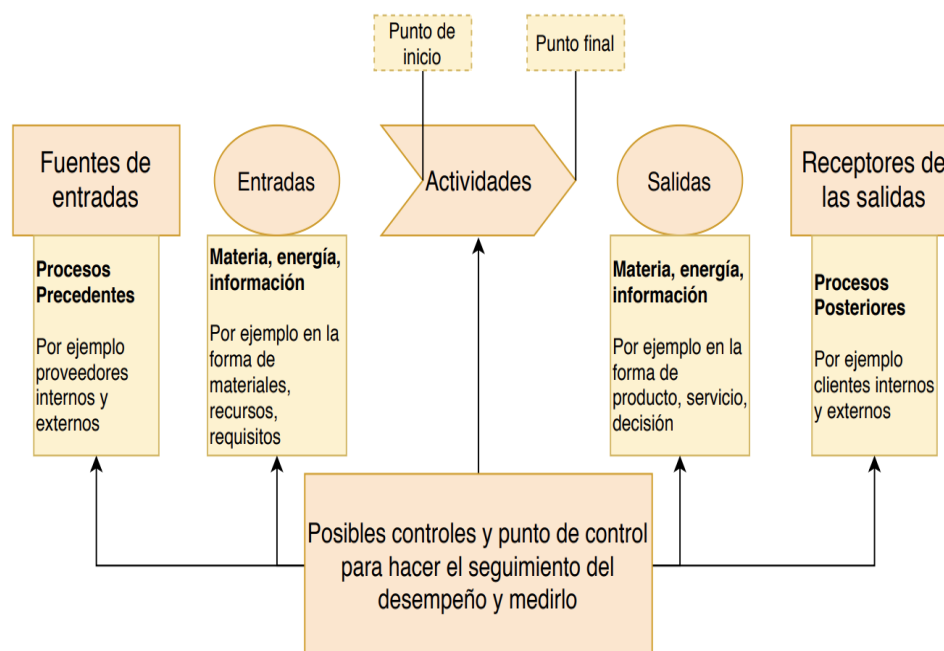 Punto de
inicio
Punto final
Fuentes de
entradas
Entradas
Actividades
Salidas
Receptores de
las salidas
Procesos
Precedentes
Por ejemplo
proveedores
internos y
externos
Materia, energía,
información
Por ejemplo en la
forma de
materiales,
recursos,
requisitos
Materia, energía,
información
Por ejemplo en la
forma de
producto, servicio,
decisión
Procesos
Posteriores
Por ejemplo
clientes internos
y externos
Posibles controles y punto de control
para hacer el seguimiento del
desempeño y medirlo